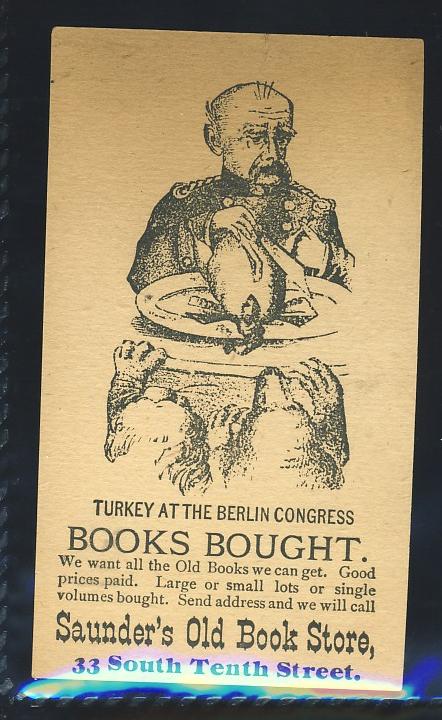 TURKEY AT THE BERLIN CONGRESS
BOOKS BOUGHT.
We want all the Old Books we can get. Good
prices paid. Large or small lots or single
volumes bought. Send address and we will call
Saunder's Old Book Store,
33 South Tenth Street.